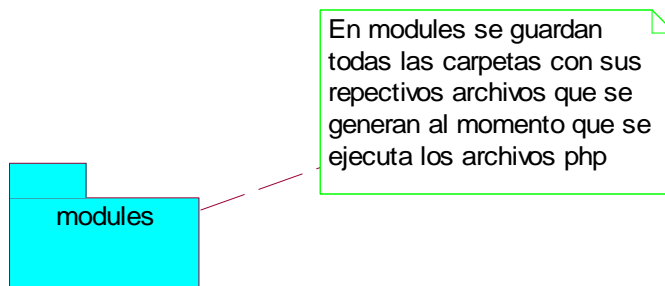 En modules se guardan
todas las carpetas con sus
repectivos archivos que se
generan al momento que se
ejecuta los archivos php
modules